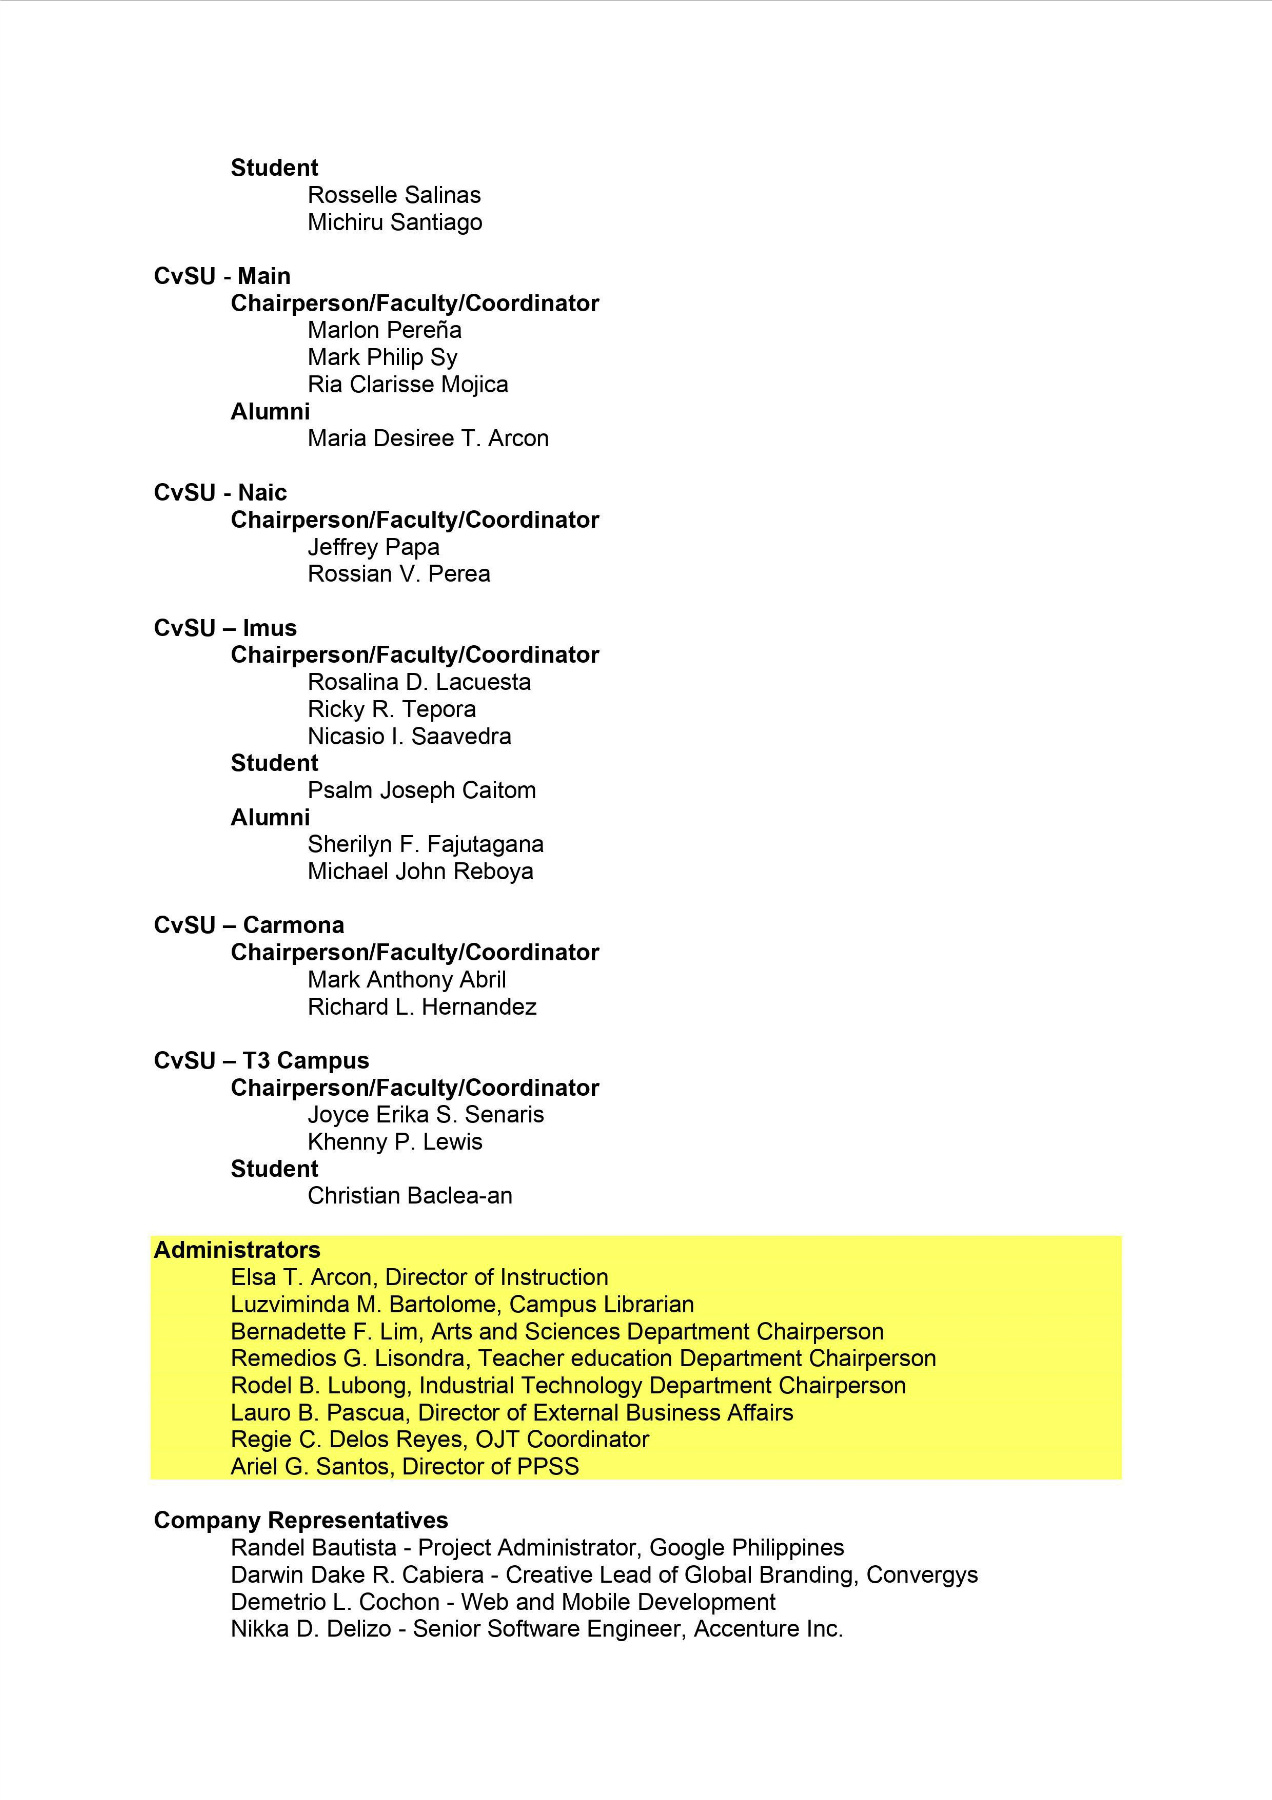 Student
Rosselle Salinas
Michiru Santiago
CvSU - Main
Chairperson/Faculty/Coordinator
Marlon Pereña
Mark Philip Sy
Ria Clarisse Mojica
Alumni
Maria Desiree T. Arcon
CvSU - Naic
Chairperson/Faculty/Coordinator
Jeffrey Papa
Rossian V. Perea
CvSU – Imus
Chairperson/Faculty/Coordinator
Rosalina D. Lacuesta
Ricky R. Tepora
Nicasio I. Saavedra
Student
Psalm Joseph Caitom
Alumni
Sherilyn F. Fajutagana
Michael John Reboya
CvSU – Carmona
Chairperson/Faculty/Coordinator
Mark Anthony Abril
Richard L. Hernandez
CvSU – T3 Campus
Chairperson/Faculty/Coordinator
Joyce Erika S. Senaris
Khenny P. Lewis
Student
Christian Baclea-an
Administrators
Elsa T. Arcon, Director of Instruction
Luzviminda M. Bartolome, Campus Librarian
Bernadette F. Lim, Arts and Sciences Department Chairperson
Remedios G. Lisondra, Teacher education Department Chairperson
Rodel B. Lubong, Industrial Technology Department Chairperson
Lauro B. Pascua, Director of External Business Affairs
Regie C. Delos Reyes, OJT Coordinator
Ariel G. Santos, Director of PPSS
Company Representatives
Randel Bautista - Project Administrator, Google Philippines
Darwin Dake R. Cabiera - Creative Lead of Global Branding, Convergys
Demetrio L. Cochon - Web and Mobile Development
Nikka D. Delizo - Senior Software Engineer, Accenture Inc.